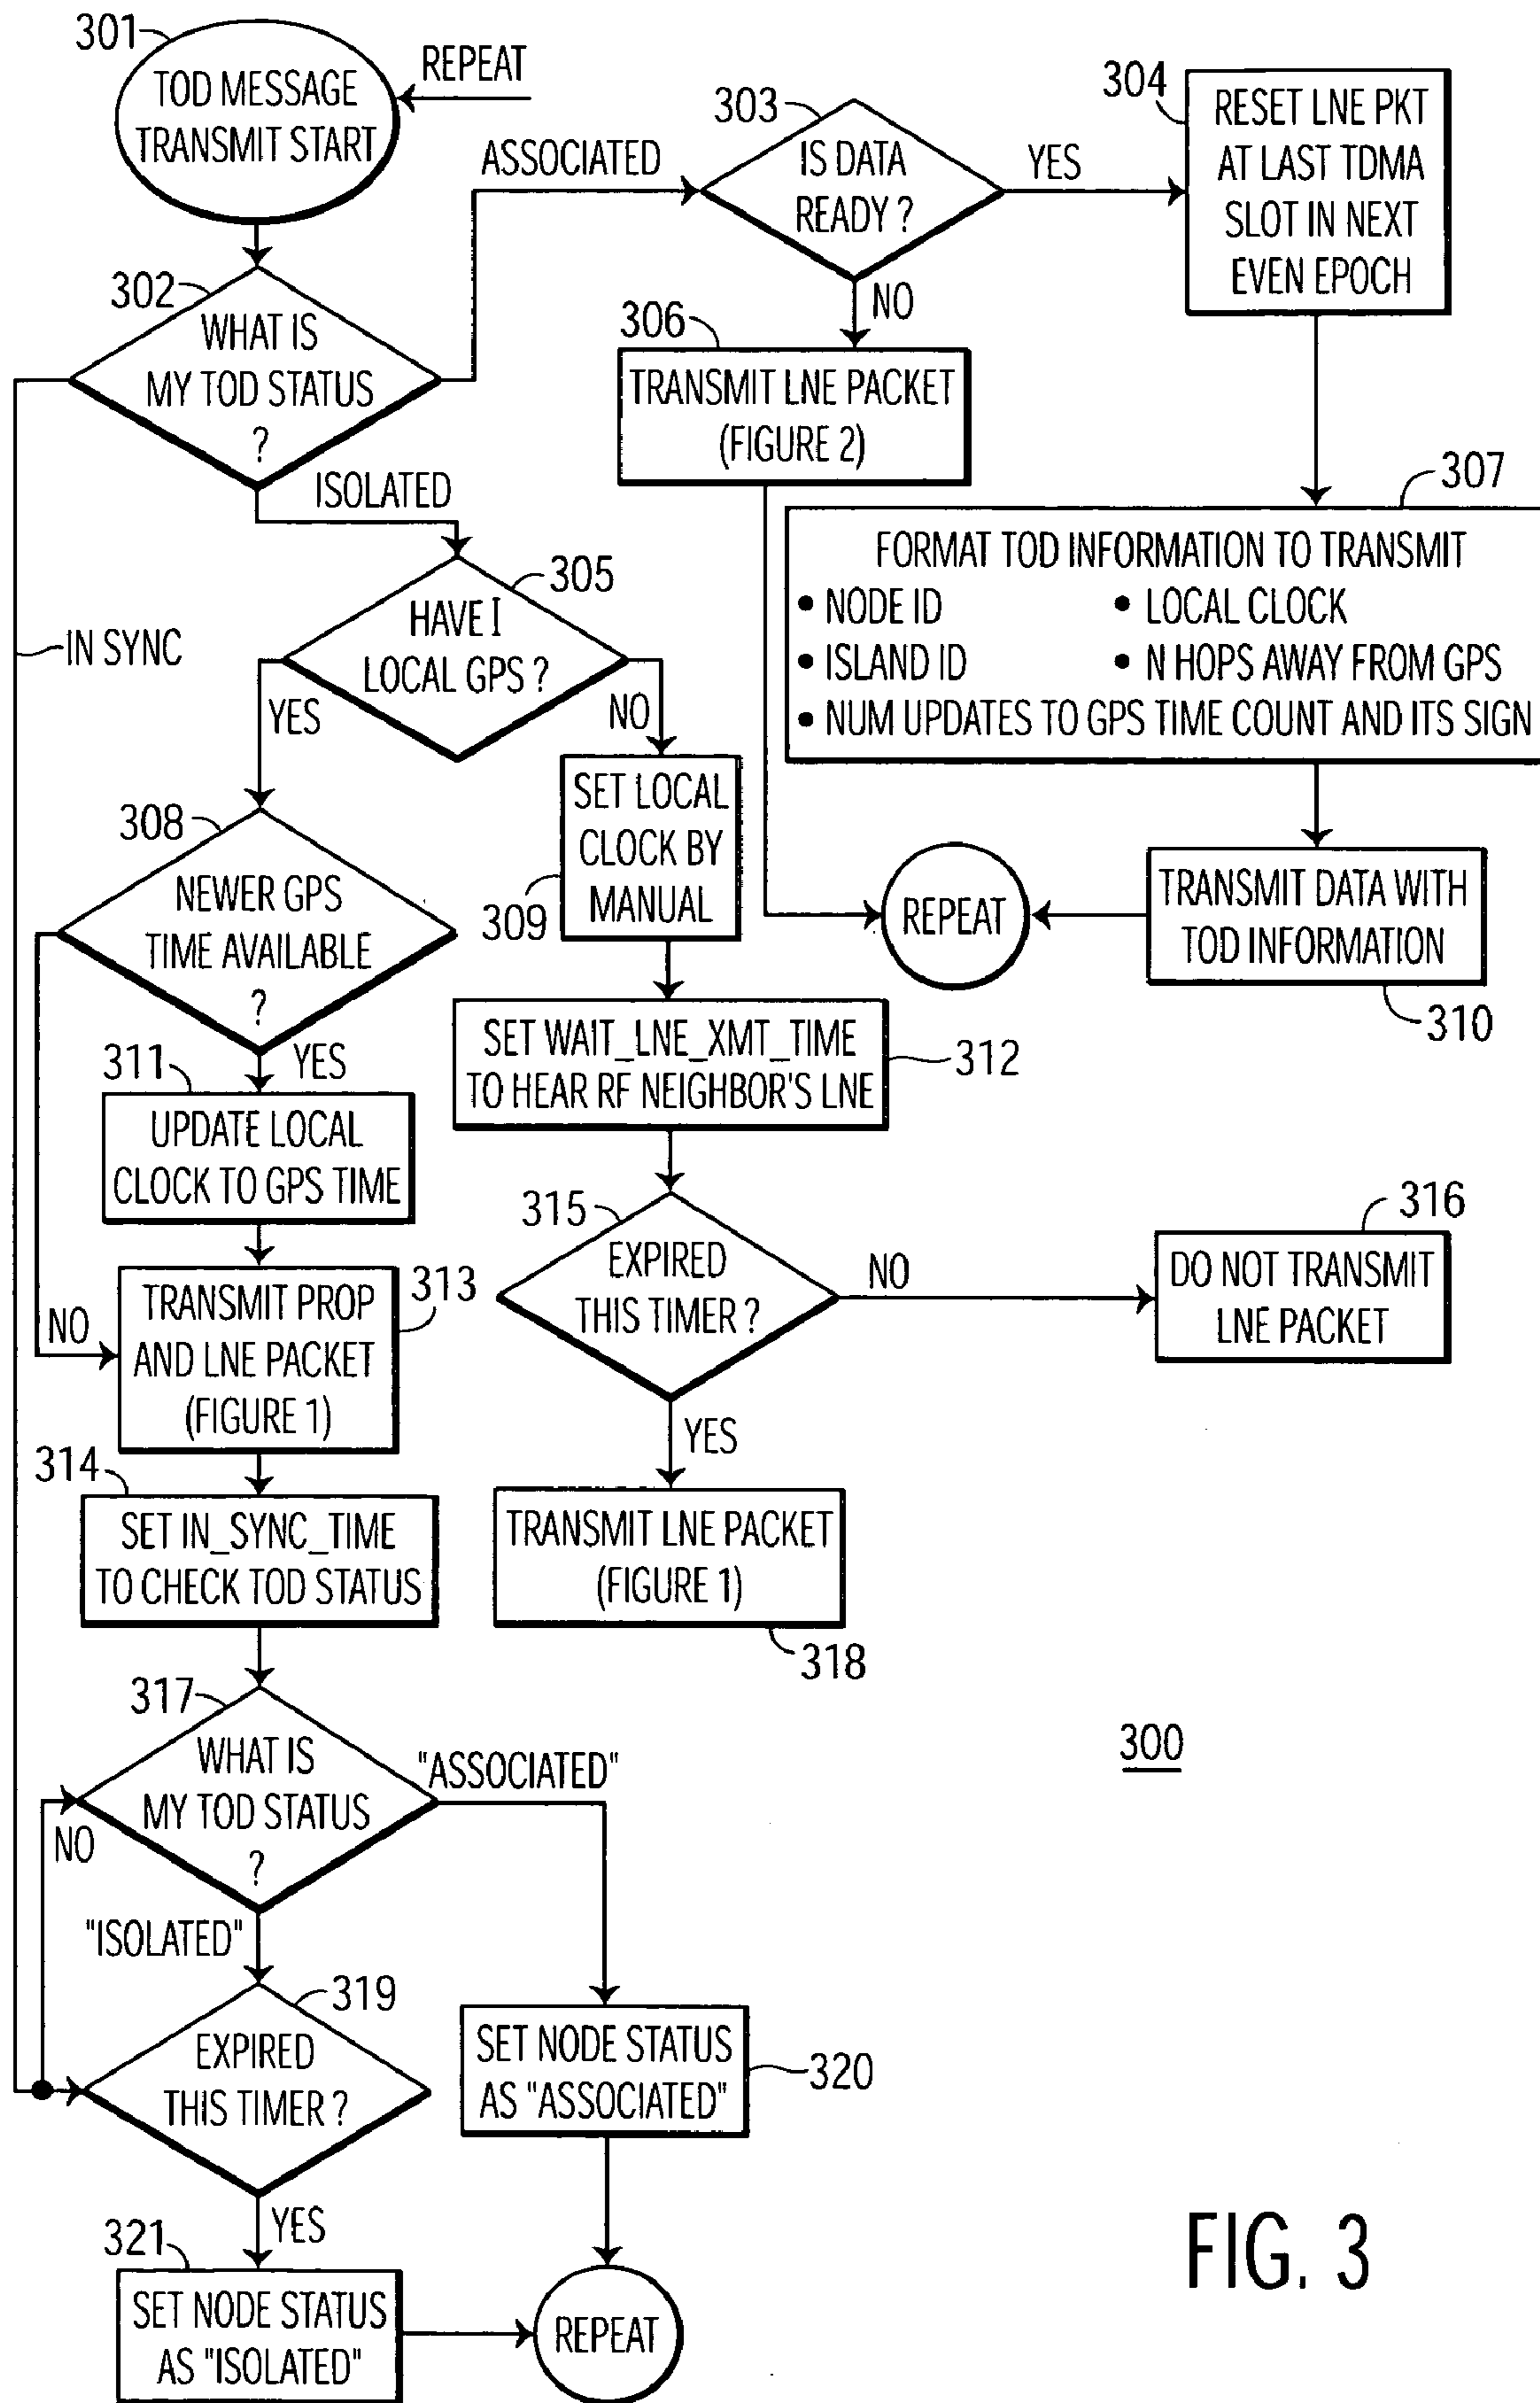 301
TOD MESSAGE
TRANSMIT START
REPEAT
302
WHAT IS
MY TOD STATUS
?
ASSOCIATED
303
IS DATA
READY ?
YES
304
RESET LNE PKT
AT LAST TDMA
SLOT IN NEXT
EVEN EPOCH
NO
306
TRANSMIT LNE PACKET
(FIGURE 2)
307
FORMAT TOD INFORMATION TO TRANSMIT
• NODE ID
• LOCAL CLOCK
• ISLAND ID
• N HOPS AWAY FROM GPS
• NUM UPDATES TO GPS TIME COUNT AND ITS SIGN
TRANSMIT DATA WITH
TOD INFORMATION
310
REPEAT
ISOLATED
IN SYNC
305
HAVE I
LOCAL GPS ?
YES
NO
308
NEWER GPS
TIME AVAILABLE
?
SET LOCAL
CLOCK BY
MANUAL
309
SET WAIT_LNE_XMT_TIME
TO HEAR RF NEIGHBOR'S LNE
312
YES
311
UPDATE LOCAL
CLOCK TO GPS TIME
315
EXPIRED
THIS TIMER ?
NO
316
DO NOT TRANSMIT
LNE PACKET
NO
TRANSMIT PROP
AND LNE PACKET
(FIGURE 1)
313
YES
TRANSMIT LNE PACKET
(FIGURE 1)
318
314
SET IN_SYNC_TIME
TO CHECK TOD STATUS
317
WHAT IS
MY TOD STATUS
?
"ASSOCIATED"
NO
"ISOLATED"
319
EXPIRED
THIS TIMER ?
SET NODE STATUS
AS "ASSOCIATED"
320
YES
321
SET NODE STATUS
AS "ISOLATED"
REPEAT
300
FIG. 3